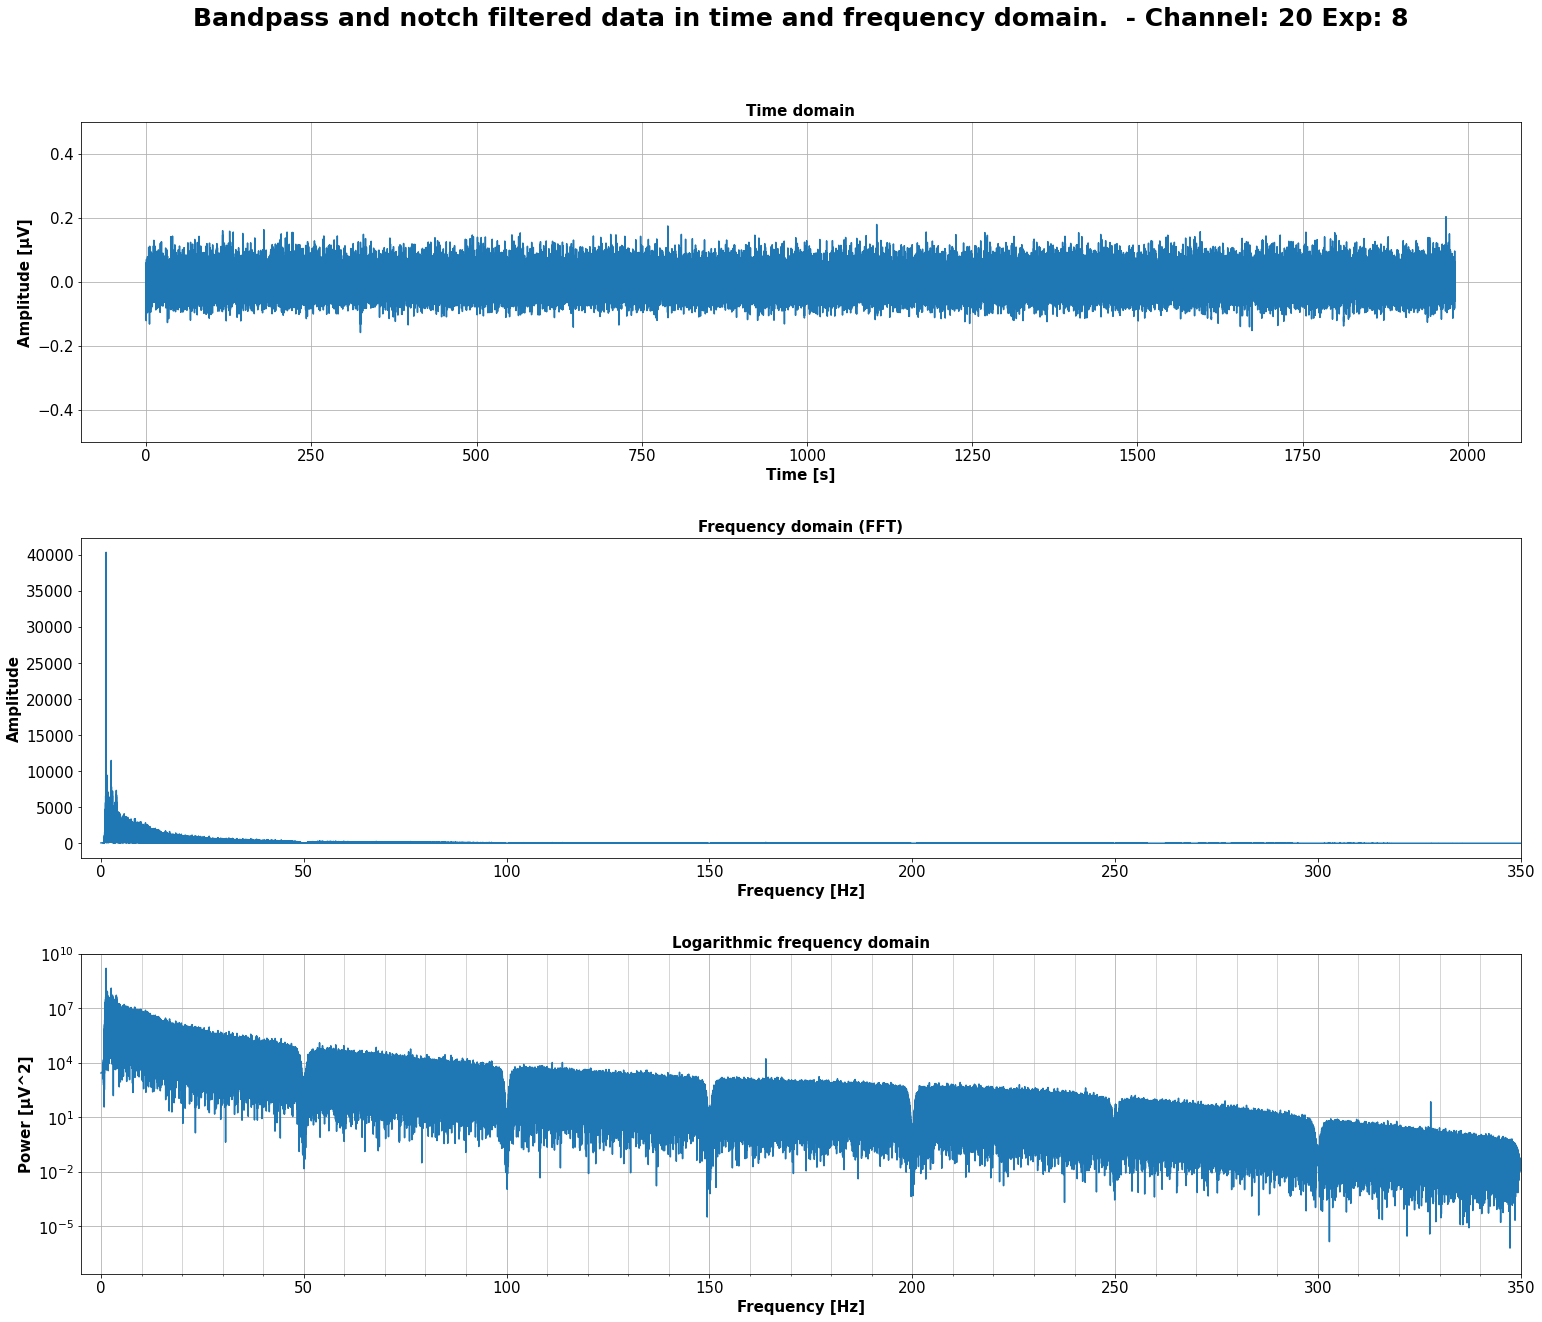 Bandpass and notch filtered data in time and frequency domain.  - Channel: 20 Exp: 8
Time domain
Amplitude [µV]
0.4
0.2
0.0
−0.2
−0.4
0 250 500 750 1000 1250 1500 1750 2000
Time [s]
Frequency domain (FFT)
Amplitude
40000
35000
30000
25000
20000
15000
10000
5000
0
0 50 100 150 200 250 300 350
Frequency [Hz]
Logarithmic frequency domain
Power [µV^2]
10^10
10^7
10^4
10^1
10^−2
10^−5
0 50 100 150 200 250 300 350
Frequency [Hz]